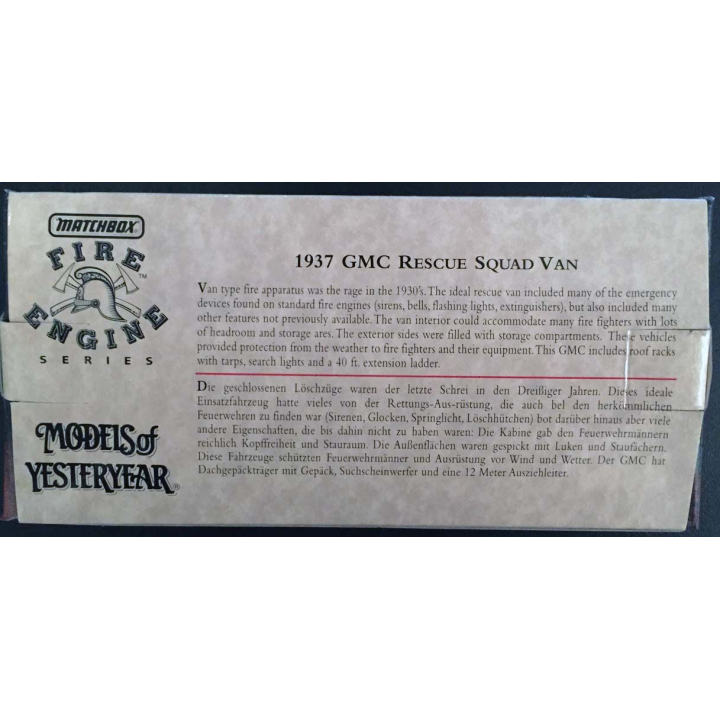 MATCHBOX
FIRE
ENGINE
SERIES
TM
MODELS of
YESTERYEAR®
1937 GMC RESCUE SQUAD VAN
Van type fire apparatus was the rage in the 1930's. The ideal rescue van included many of the emergency
devices found on standard fire engines (sirens, bells, flashing lights, extinguishers), but also included many
other features not previously available. The van interior could accommodate many fire fighters with lots
of headroom and storage ares. The exterior sides were filled with storage compartments. These vehicles
provided protection from the weather to fire fighters and their equipment. This GMC includes roof racks
with tarps, search lights and a 40 ft. extension ladder.
Die geschlossenen Löschzüge waren der letzte Schrei in den Dreißiger Jahren. Dieses ideale
Einsatzfahrzeug hatte vieles von der Rettungs-Aus-rüstung, die auch bei den herkömmlichen
Feuerwehren zu finden war (Sirenen, Glocken, Springlicht, Löschhütchen) bot darüber hinaus aber viele
andere Eigenschaften, die bis dahin nicht zu haben waren: Die Kabine gab den Feuerwehrmännern
reichlich Kopffreiheit und Stauraum. Die Außenflächen waren gespickt mit Luken und Staufächern.
Diese Fahrzeuge schützten Feuerwehrmänner und Ausrüstung vor Wind und Wetter. Der GMC hat
Dachgepäckträger mit Gepäck, Suchscheinwerfer und eine 12 Meter Ausziehleiter.